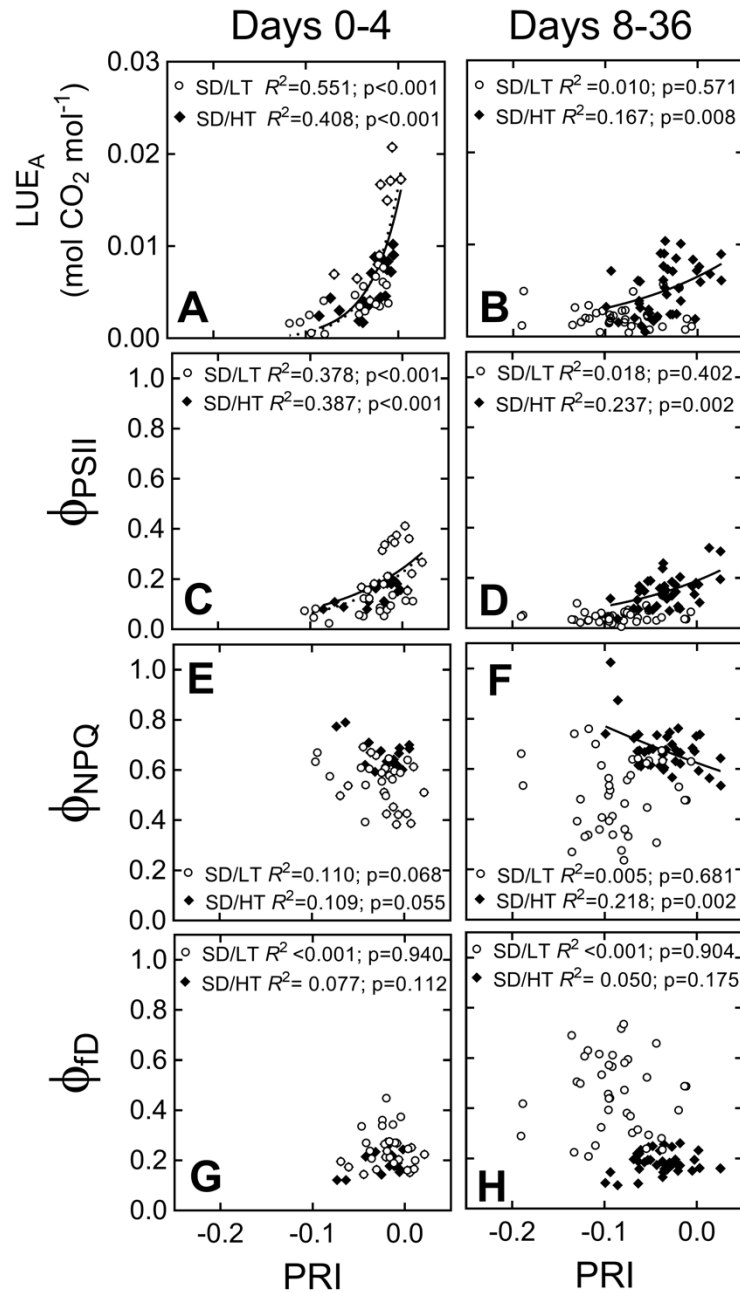 Days 0-4
Days 8-36
LUE_A
(mol CO₂ mol⁻¹)
0.03
0.02
0.01
0.00
SD/LT R²=0.551; p<0.001
SD/HT R²=0.408; p<0.001
A
SD/LT R²=0.010; p=0.571
SD/HT R²=0.167; p=0.008
B
ϕPSII
1.0
0.8
0.6
0.4
0.2
0.0
SD/LT R²=0.378; p<0.001
SD/HT R²=0.387; p<0.001
C
SD/LT R²=0.018; p=0.402
SD/HT R²=0.237; p=0.002
D
ϕNPQ
1.0
0.8
0.6
0.4
0.2
0.0
E
SD/LT R²=0.110; p=0.068
SD/HT R²=0.109; p=0.055
F
SD/LT R²=0.005; p=0.681
SD/HT R²=0.218; p=0.002
ϕfD
1.0
0.8
0.6
0.4
0.2
0.0
SD/LT R² <0.001; p=0.940
SD/HT R²= 0.077; p=0.112
G
SD/LT R² <0.001; p=0.904
SD/HT R²= 0.050; p=0.175
H
-0.2 -0.1 0.0
-0.2 -0.1 0.0
PRI
PRI